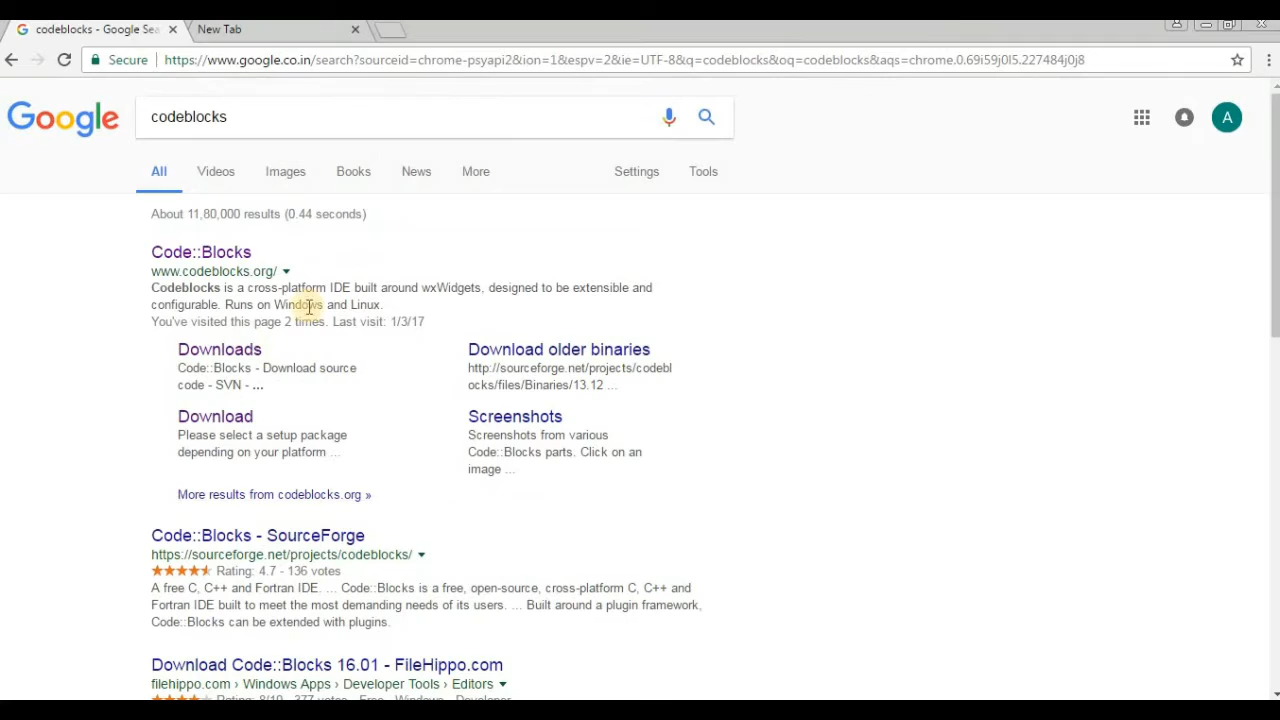 codeblocks - Google Sea
New Tab
Secure
https://www.google.co.in/search?sourceid=chrome-psyapi2&ion=1&espv=2&ie=UTF-8&q=codeblocks&oq=codeblocks&aqs=chrome.0.69i59j0l5.227484j0j8
Google
codeblocks
A
All Videos Images Books News More Settings Tools
About 11,80,000 results (0.44 seconds)
Code::Blocks
www.codeblocks.org/
Codeblocks is a cross-platform IDE built around wxWidgets, designed to be extensible and
configurable. Runs on Windows and Linux.
You've visited this page 2 times. Last visit: 1/3/17
Downloads
Code::Blocks - Download source
code - SVN - ...
Download older binaries
http://sourceforge.net/projects/codebl
ocks/files/Binaries/13.12 ...
Download
Please select a setup package
depending on your platform ...
Screenshots
Screenshots from various
Code::Blocks parts. Click on an
image ...
More results from codeblocks.org »
Code::Blocks - SourceForge
https://sourceforge.net/projects/codeblocks/
Rating: 4.7 - 136 votes
A free C, C++ and Fortran IDE. ... Code::Blocks is a free, open-source, cross-platform C, C++ and
Fortran IDE built to meet the most demanding needs of its users. ... Built around a plugin framework,
Code::Blocks can be extended with plugins.
Download Code::Blocks 16.01 - FileHippo.com
filehippo.com › Windows Apps › Developer Tools › Editors
Rating: 8/10 - 377 votes - Free - Windows - Developer